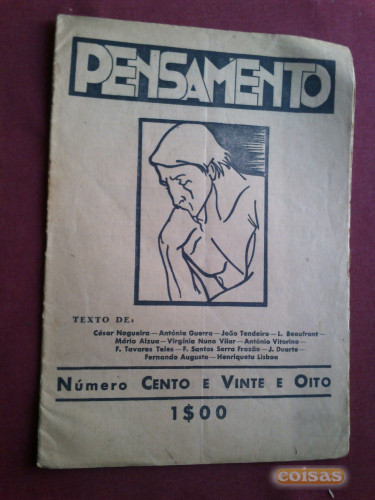 PENSAMENTO
TEXTO DE:
César Nogueira — António Guerra — João Tendeiro — L. Beaufrant —
Mário Alzua — Virgínia Nuno Vilar — António Vitorino —
F. Tavares Teles — F. Santos Serra Frazão — J. Duarte —
Fernando Augusto — Henriqueta Lisboa
Número CENTO E VINTE E OITO
1$00
coisas